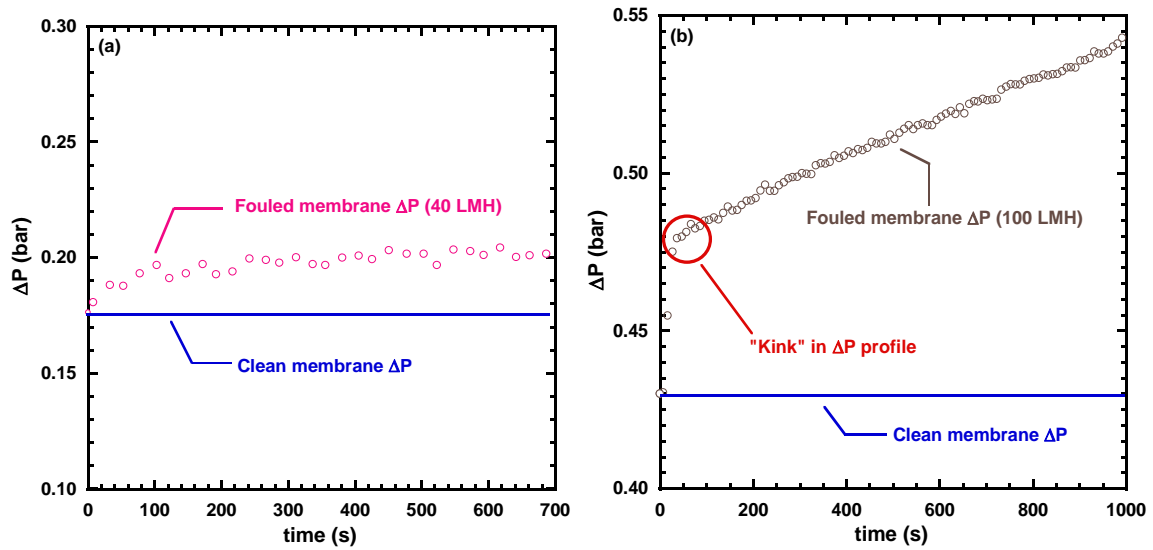 (a)
0.30
0.25
0.20
0.15
0.10
ΔP (bar)
Fouled membrane ΔP (40 LMH)
Clean membrane ΔP
0 100 200 300 400 500 600 700
time (s)
(b)
0.55
0.50
0.45
0.40
ΔP (bar)
Fouled membrane ΔP (100 LMH)
"Kink" in ΔP profile
Clean membrane ΔP
0 200 400 600 800 1000
time (s)